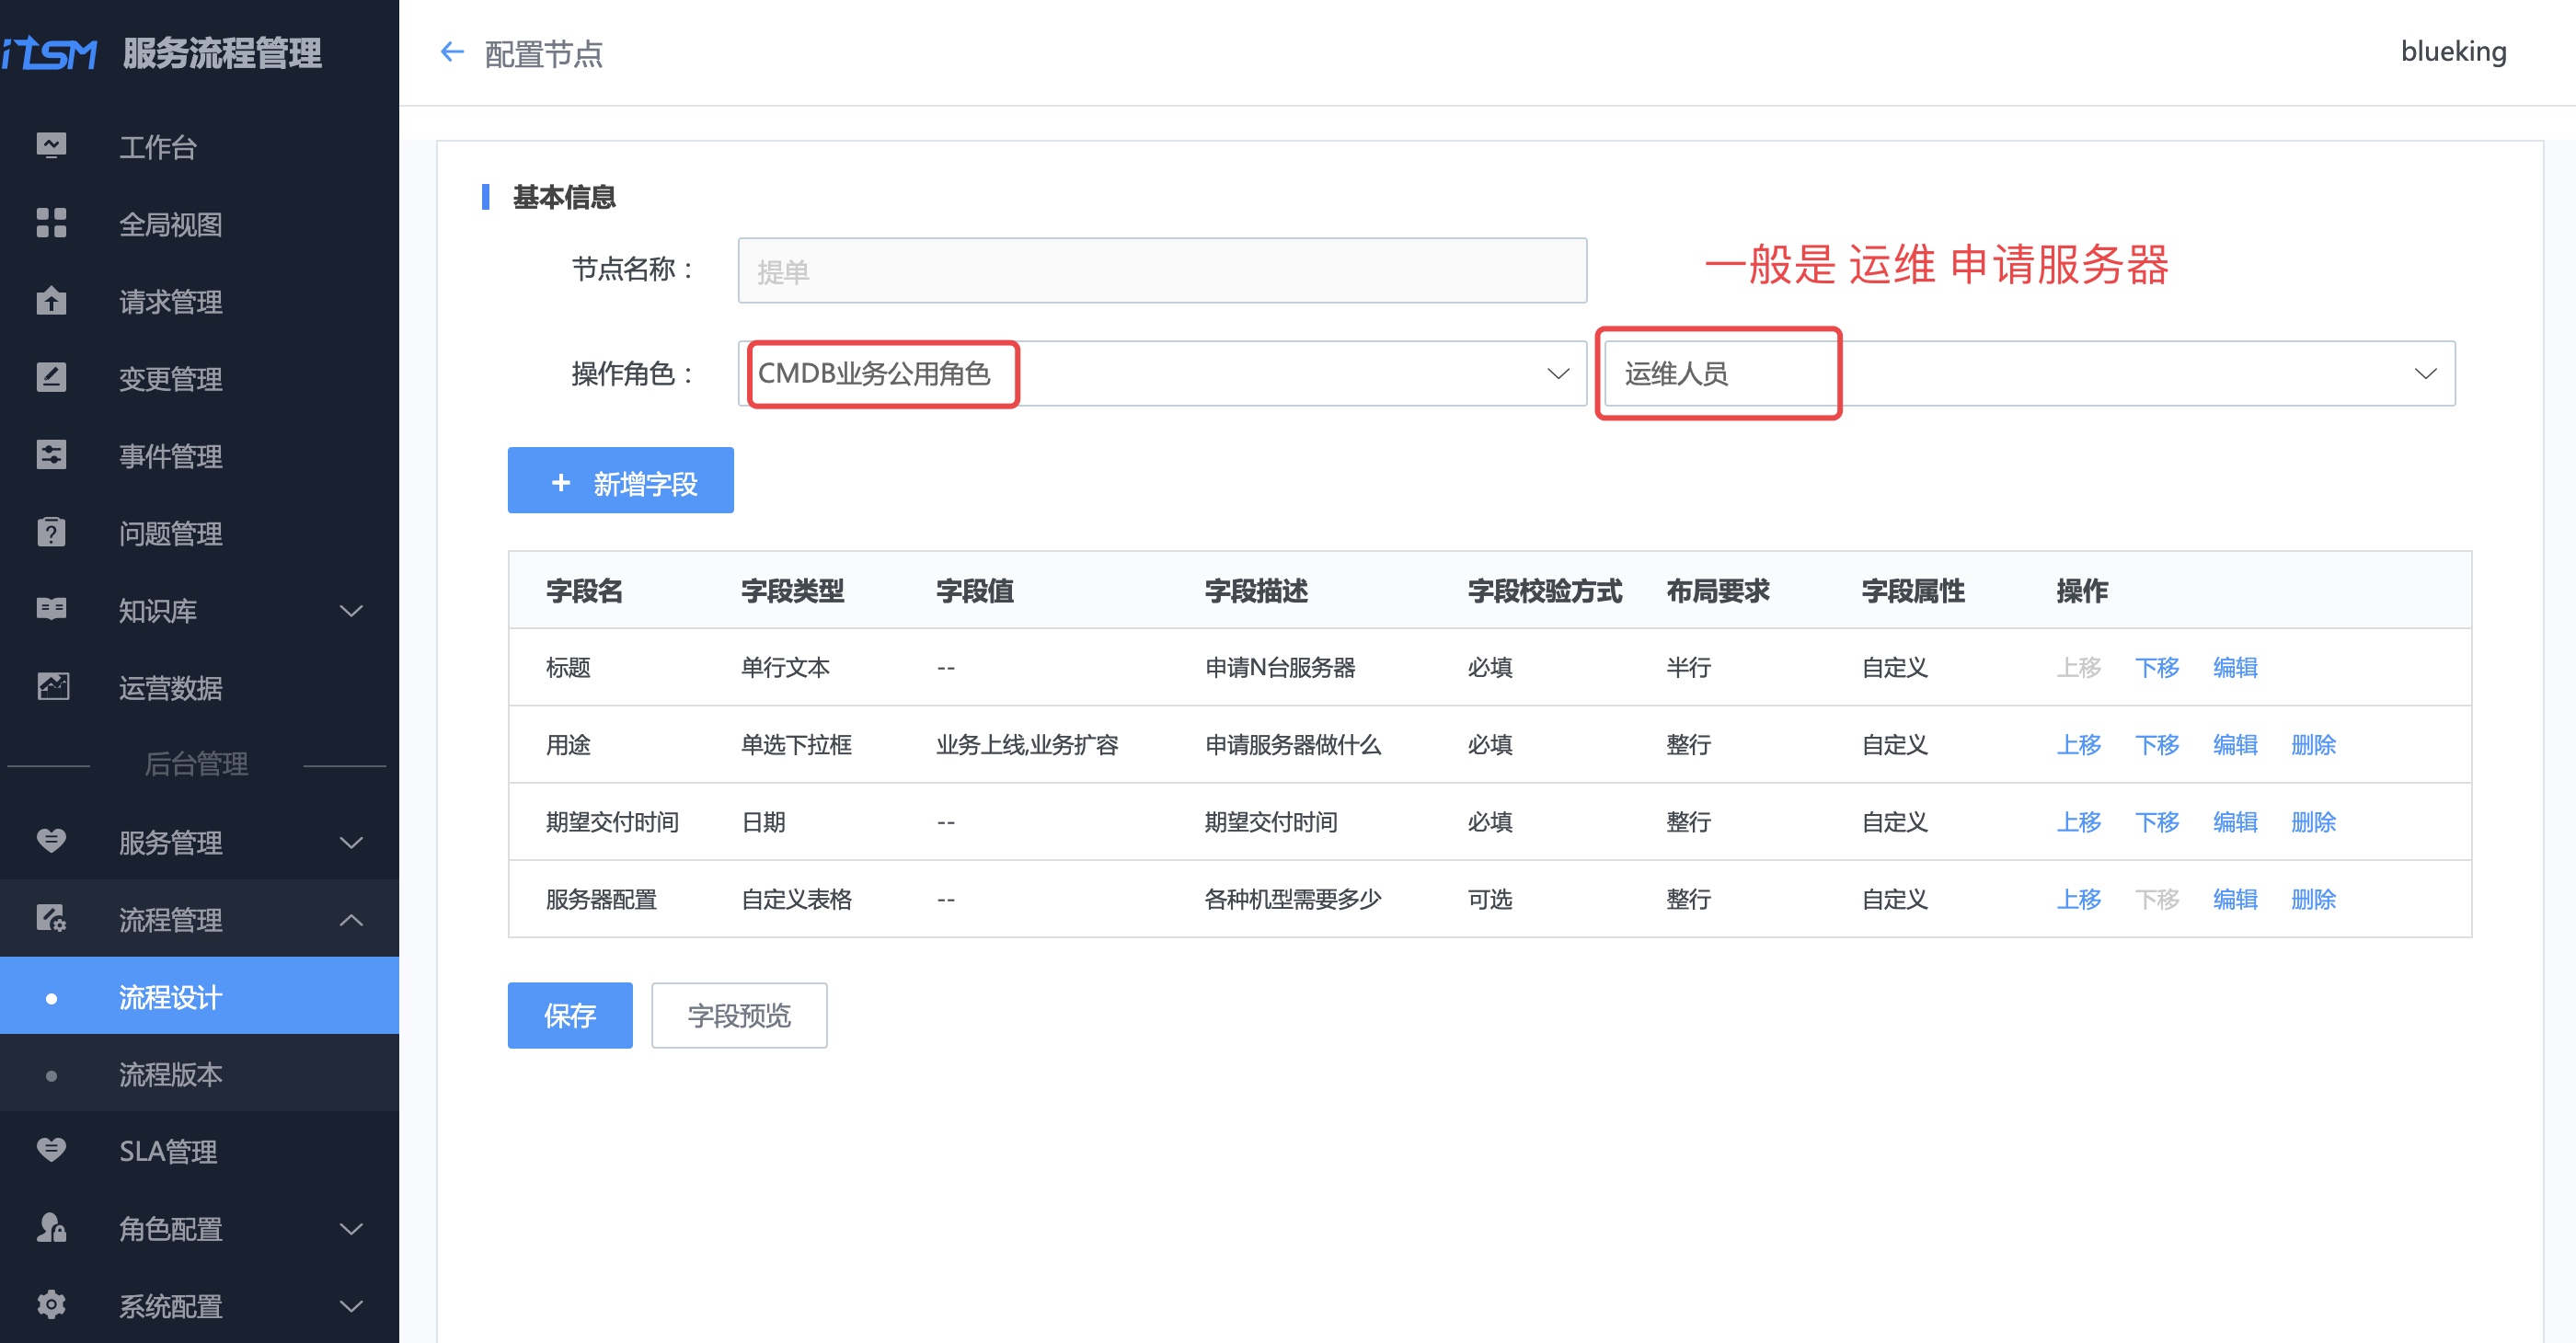 iTSM 服务流程管理
工作台
全局视图
请求管理
变更管理
事件管理
问题管理
知识库
运营数据
后台管理
服务管理
流程管理
流程设计
流程版本
SLA管理
角色配置
系统配置
配置节点
blueking
基本信息
节点名称： 提单
一般是 运维 申请服务器
操作角色： CMDB业务公用角色 运维人员
+ 新增字段
字段名 字段类型 字段值 字段描述 字段校验方式 布局要求 字段属性 操作
标题 单行文本 -- 申请N台服务器 必填 半行 自定义 上移 下移 编辑
用途 单选下拉框 业务上线,业务扩容 申请服务器做什么 必填 整行 自定义 上移 下移 编辑 删除
期望交付时间 日期 -- 期望交付时间 必填 整行 自定义 上移 下移 编辑 删除
服务器配置 自定义表格 -- 各种机型需要多少 可选 整行 自定义 上移 下移 编辑 删除
保存 字段预览